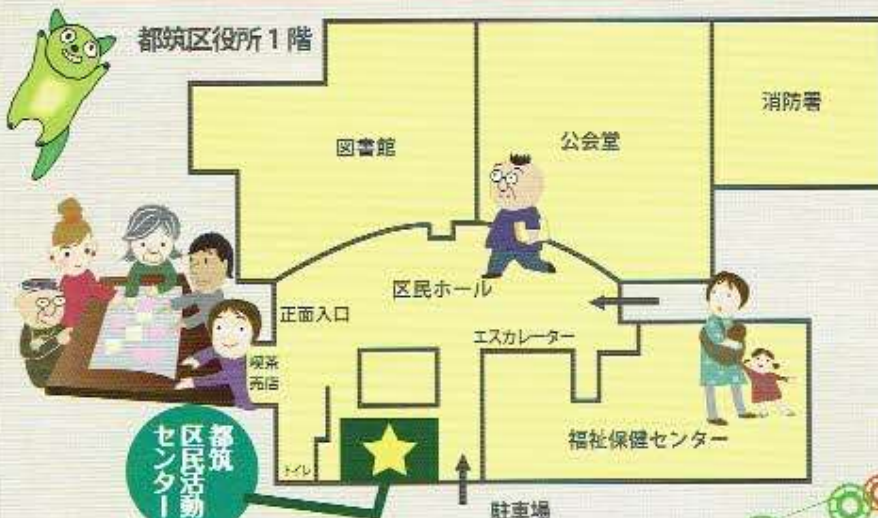 都筑区役所1階
図書館
公会堂
消防署
区民ホール
正面入口
エスカレーター
喫茶
売店
福祉保健センター
都筑
区民活動
センター
トイレ
駐車場